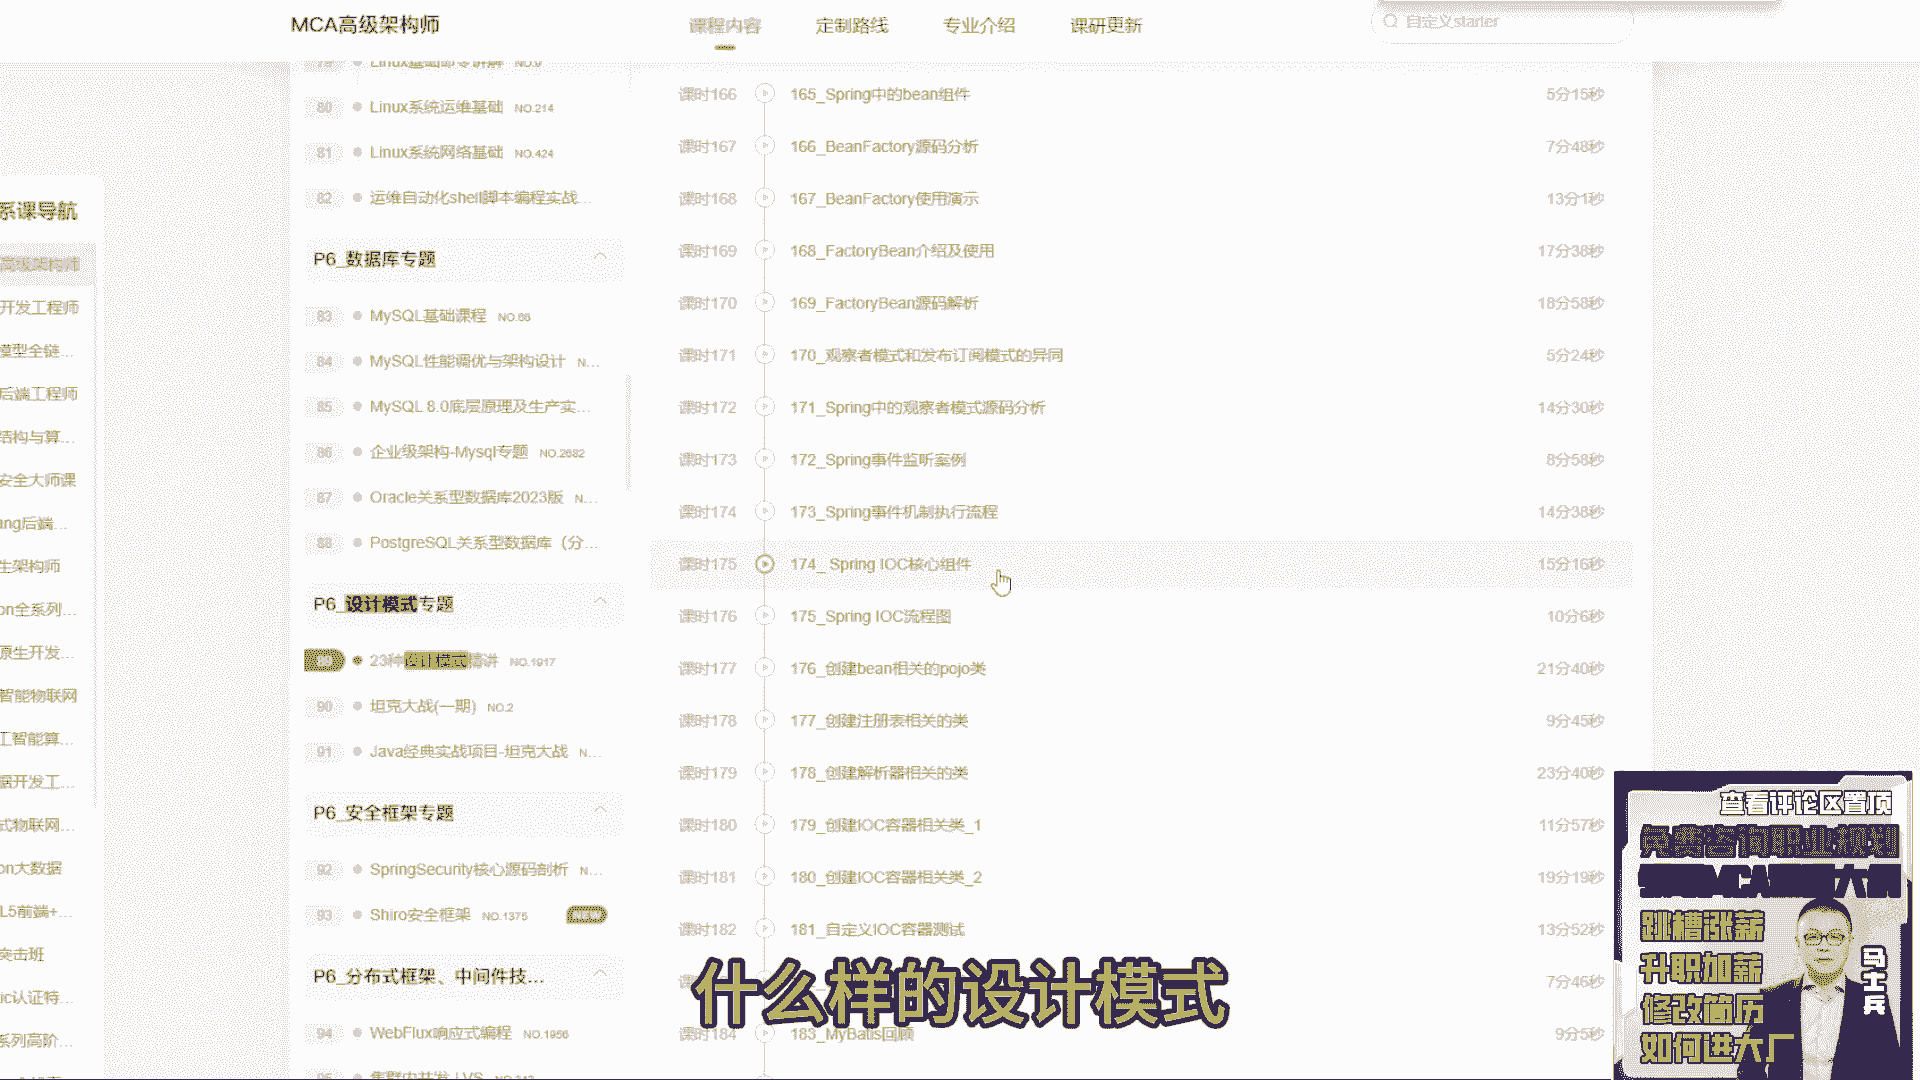 MCA高级架构师
课程内容
定制路线
专业介绍
课研更新
自定义starter
系课导航
高级架构师
开发工程师
模型全链...
后端工程师
结构与算...
安全大师课
ang后端...
生架构师
on全系列...
原生开发...
智能物联网
工智能算...
据开发工...
式物联网...
on大数据
L5前端+...
突击班
ic认证特...
系列高阶...
80 Linux系统运维基础 NO.214
81 Linux系统网络基础 NO.424
82 运维自动化shell脚本编程实战...
P6_数据库专题
83 MySQL基础课程 NO.66
84 MySQL性能调优与架构设计 N...
85 MySQL 8.0底层原理及生产实...
86 企业级架构-Mysql专题 NO.2682
87 Oracle关系型数据库2023版 N...
88 PostgreSQL关系型数据库（分...
P6_设计模式专题
89 23种设计模式精讲 NO.1917
90 坦克大战(一期) NO.2
91 Java经典实战项目-坦克大战 N...
P6_安全框架专题
92 SpringSecurity核心源码剖析 N...
93 Shiro安全框架 NO.1375 NEW
P6_分布式框架、中间件技...
94 WebFlux响应式编程 NO.1956
课时166 165_Spring中的bean组件 5分15秒
课时167 166_BeanFactory源码分析 7分48秒
课时168 167_BeanFactory使用演示 13分1秒
课时169 168_FactoryBean介绍及使用 17分38秒
课时170 169_FactoryBean源码解析 18分58秒
课时171 170_观察者模式和发布订阅模式的异同 5分24秒
课时172 171_Spring中的观察者模式源码分析 14分30秒
课时173 172_Spring事件监听案例 8分58秒
课时174 173_Spring事件机制执行流程 14分38秒
课时175 174_ Spring IOC核心组件 15分16秒
课时176 175_Spring IOC流程图 10分6秒
课时177 176_创建bean相关的pojo类 21分40秒
课时178 177_创建注册表相关的类 9分45秒
课时179 178_创建解析器相关的类 23分40秒
课时180 179_创建IOC容器相关类_1 11分57秒
课时181 180_创建IOC容器相关类_2 19分19秒
课时182 181_自定义IOC容器测试 13分52秒
7分46秒
课时184 183_MyBatis回顾 9分5秒
什么样的设计模式
查看评论区置顶
免费咨询职业规划
跳槽涨薪
升职加薪
修改简历
如何进大厂
马士兵